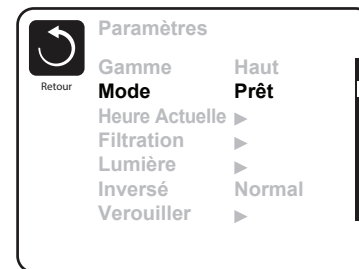 Paramètres
Gamme Haut
Mode Prêt
Retour
Heure Actuelle ▶
Filtration ▶
Lumière ▶
Inversé Normal
Verouiller ▶